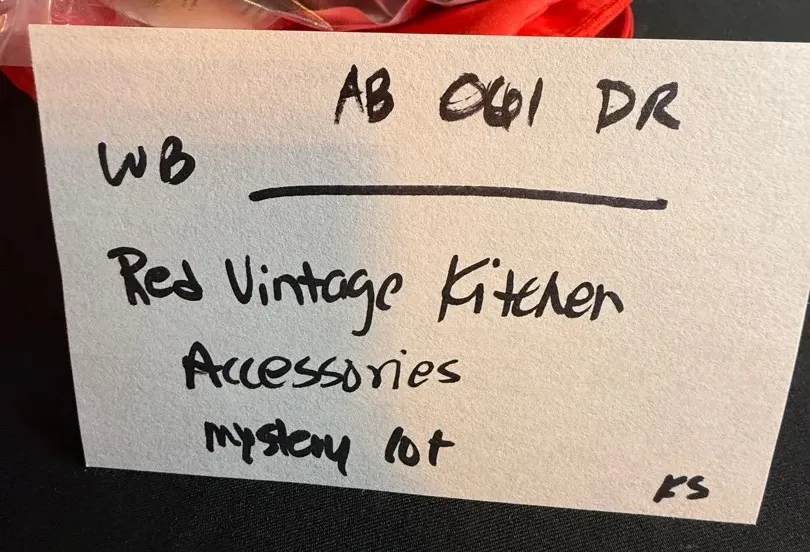 AB 061 DR
WB
Red Vintage Kitchen
Accessories
mystery lot
KS